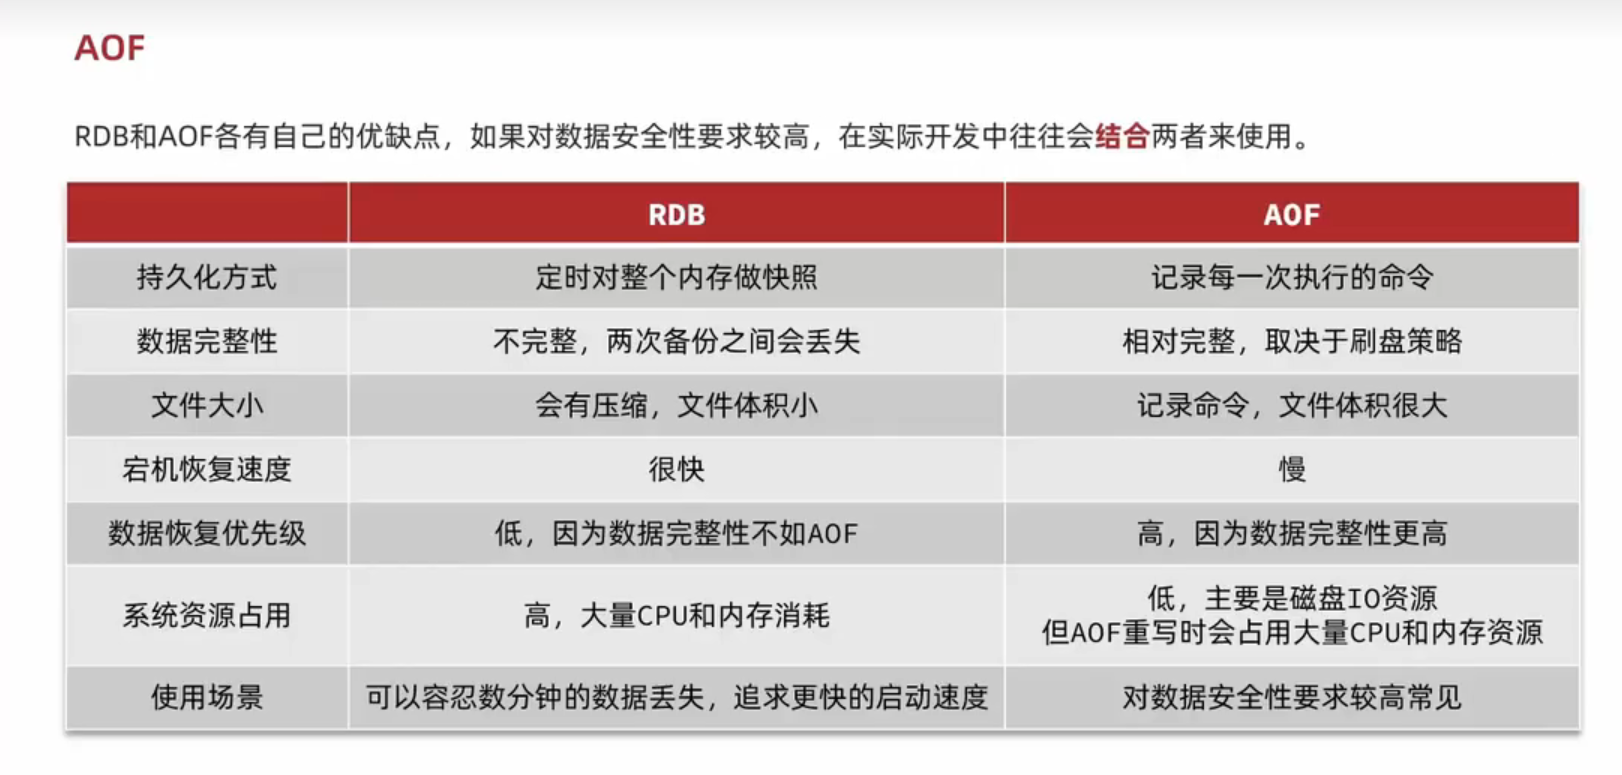 AOF
RDB和AOF各有自己的优缺点，如果对数据安全性要求较高，在实际开发中往往会结合两者来使用。
RDB AOF
持久化方式 定时对整个内存做快照 记录每一次执行的命令
数据完整性 不完整，两次备份之间会丢失 相对完整，取决于刷盘策略
文件大小 会有压缩，文件体积小 记录命令，文件体积很大
宕机恢复速度 很快 慢
数据恢复优先级 低，因为数据完整性不如AOF 高，因为数据完整性更高
系统资源占用 高，大量CPU和内存消耗 低，主要是磁盘IO资源
但AOF重写时会占用大量CPU和内存资源
使用场景 可以容忍数分钟的数据丢失，追求更快的启动速度 对数据安全性要求较高常见